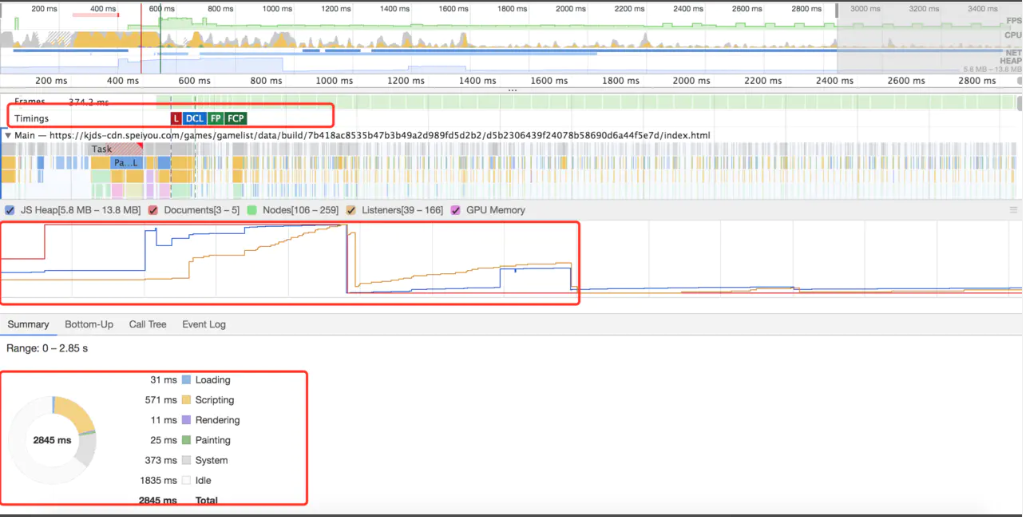 200 ms 400 ms 600 ms 800 ms 1000 ms 1200 ms 1400 ms 1600 ms 1800 ms 2000 ms 2200 ms 2400 ms 2600 ms 2800 ms 3000 ms 3200 ms 3400 ms
FPS
CPU
NET
HEAP
5.8 MB – 13.8 MB
200 ms 400 ms 600 ms 800 ms 1000 ms 1200 ms 1400 ms 1600 ms 1800 ms 2000 ms 2200 ms 2400 ms 2600 ms 2800 ms
...
Frames 374.2 ms
Timings L DCL FP FCP
▼ Main — https://kjds-cdn.speiyou.com/games/gamelist/data/build/7b418ac8535b47b3b49a2d989fd5d2b2/d5b2306439f24078b58690d6a44f5e7d/index.html
Task
Pa...L
JS Heap[5.8 MB – 13.8 MB] Documents[3 – 5] Nodes[106 – 259] Listeners[39 – 166] GPU Memory
Summary Bottom-Up Call Tree Event Log
Range: 0 – 2.85 s
31 ms Loading
571 ms Scripting
11 ms Rendering
2845 ms
25 ms Painting
373 ms System
1835 ms Idle
2845 ms Total